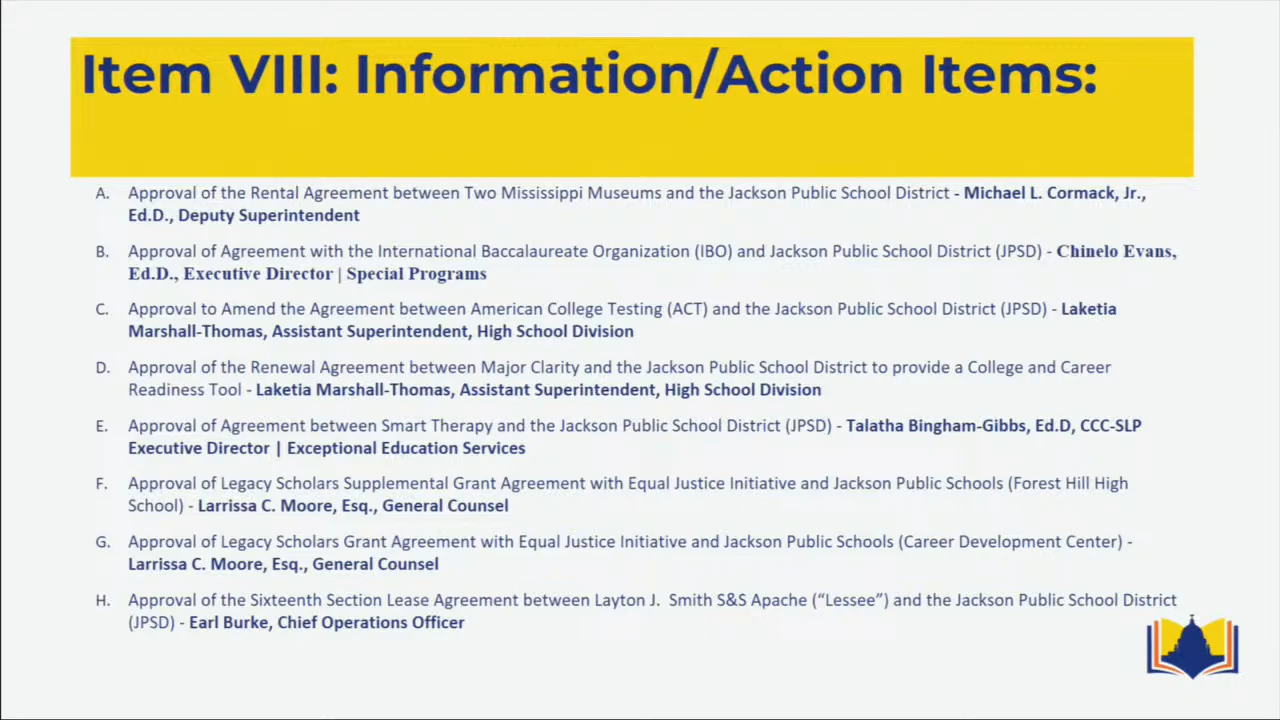 Item VIII: Information/Action Items:
A. Approval of the Rental Agreement between Two Mississippi Museums and the Jackson Public School District - Michael L. Cormack, Jr.,
Ed.D., Deputy Superintendent
B. Approval of Agreement with the International Baccalaureate Organization (IBO) and Jackson Public School District (JPSD) - Chinelo Evans,
Ed.D., Executive Director | Special Programs
C. Approval to Amend the Agreement between American College Testing (ACT) and the Jackson Public School District (JPSD) - Laketia
Marshall-Thomas, Assistant Superintendent, High School Division
D. Approval of the Renewal Agreement between Major Clarity and the Jackson Public School District to provide a College and Career
Readiness Tool - Laketia Marshall-Thomas, Assistant Superintendent, High School Division
E. Approval of Agreement between Smart Therapy and the Jackson Public School District (JPSD) - Talatha Bingham-Gibbs, Ed.D, CCC-SLP
Executive Director | Exceptional Education Services
F. Approval of Legacy Scholars Supplemental Grant Agreement with Equal Justice Initiative and Jackson Public Schools (Forest Hill High
School) - Larrissa C. Moore, Esq., General Counsel
G. Approval of Legacy Scholars Grant Agreement with Equal Justice Initiative and Jackson Public Schools (Career Development Center) -
Larrissa C. Moore, Esq., General Counsel
H. Approval of the Sixteenth Section Lease Agreement between Layton J.  Smith S&S Apache (“Lessee”) and the Jackson Public School District
(JPSD) - Earl Burke, Chief Operations Officer